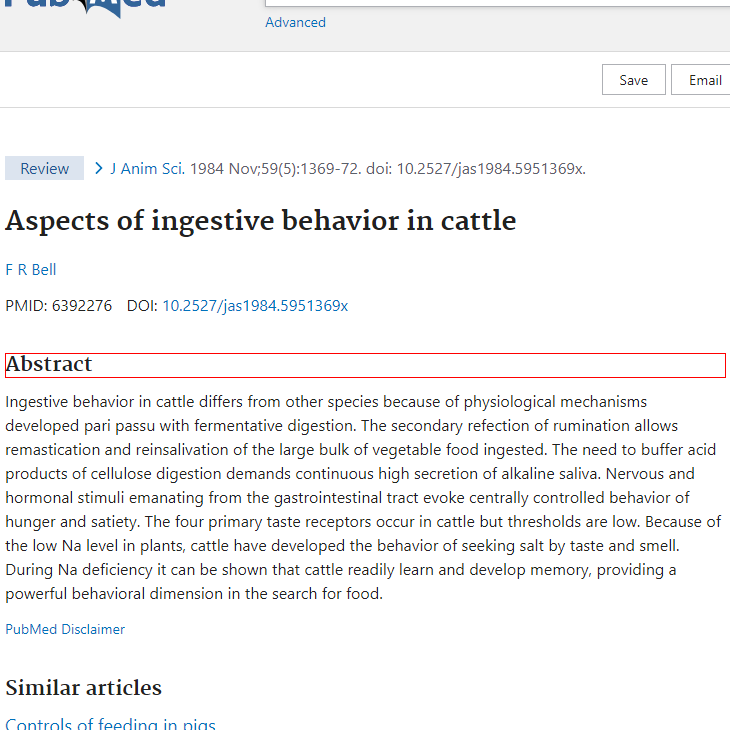 PubMed
Advanced
Save
Email
Review
J Anim Sci. 1984 Nov;59(5):1369-72. doi: 10.2527/jas1984.5951369x.
Aspects of ingestive behavior in cattle
F R Bell
PMID: 6392276 DOI: 10.2527/jas1984.5951369x
Abstract
Ingestive behavior in cattle differs from other species because of physiological mechanisms
developed pari passu with fermentative digestion. The secondary refection of rumination allows
remastication and reinsalivation of the large bulk of vegetable food ingested. The need to buffer acid
products of cellulose digestion demands continuous high secretion of alkaline saliva. Nervous and
hormonal stimuli emanating from the gastrointestinal tract evoke centrally controlled behavior of
hunger and satiety. The four primary taste receptors occur in cattle but thresholds are low. Because of
the low Na level in plants, cattle have developed the behavior of seeking salt by taste and smell.
During Na deficiency it can be shown that cattle readily learn and develop memory, providing a
powerful behavioral dimension in the search for food.
PubMed Disclaimer
Similar articles
Controls of feeding in pigs